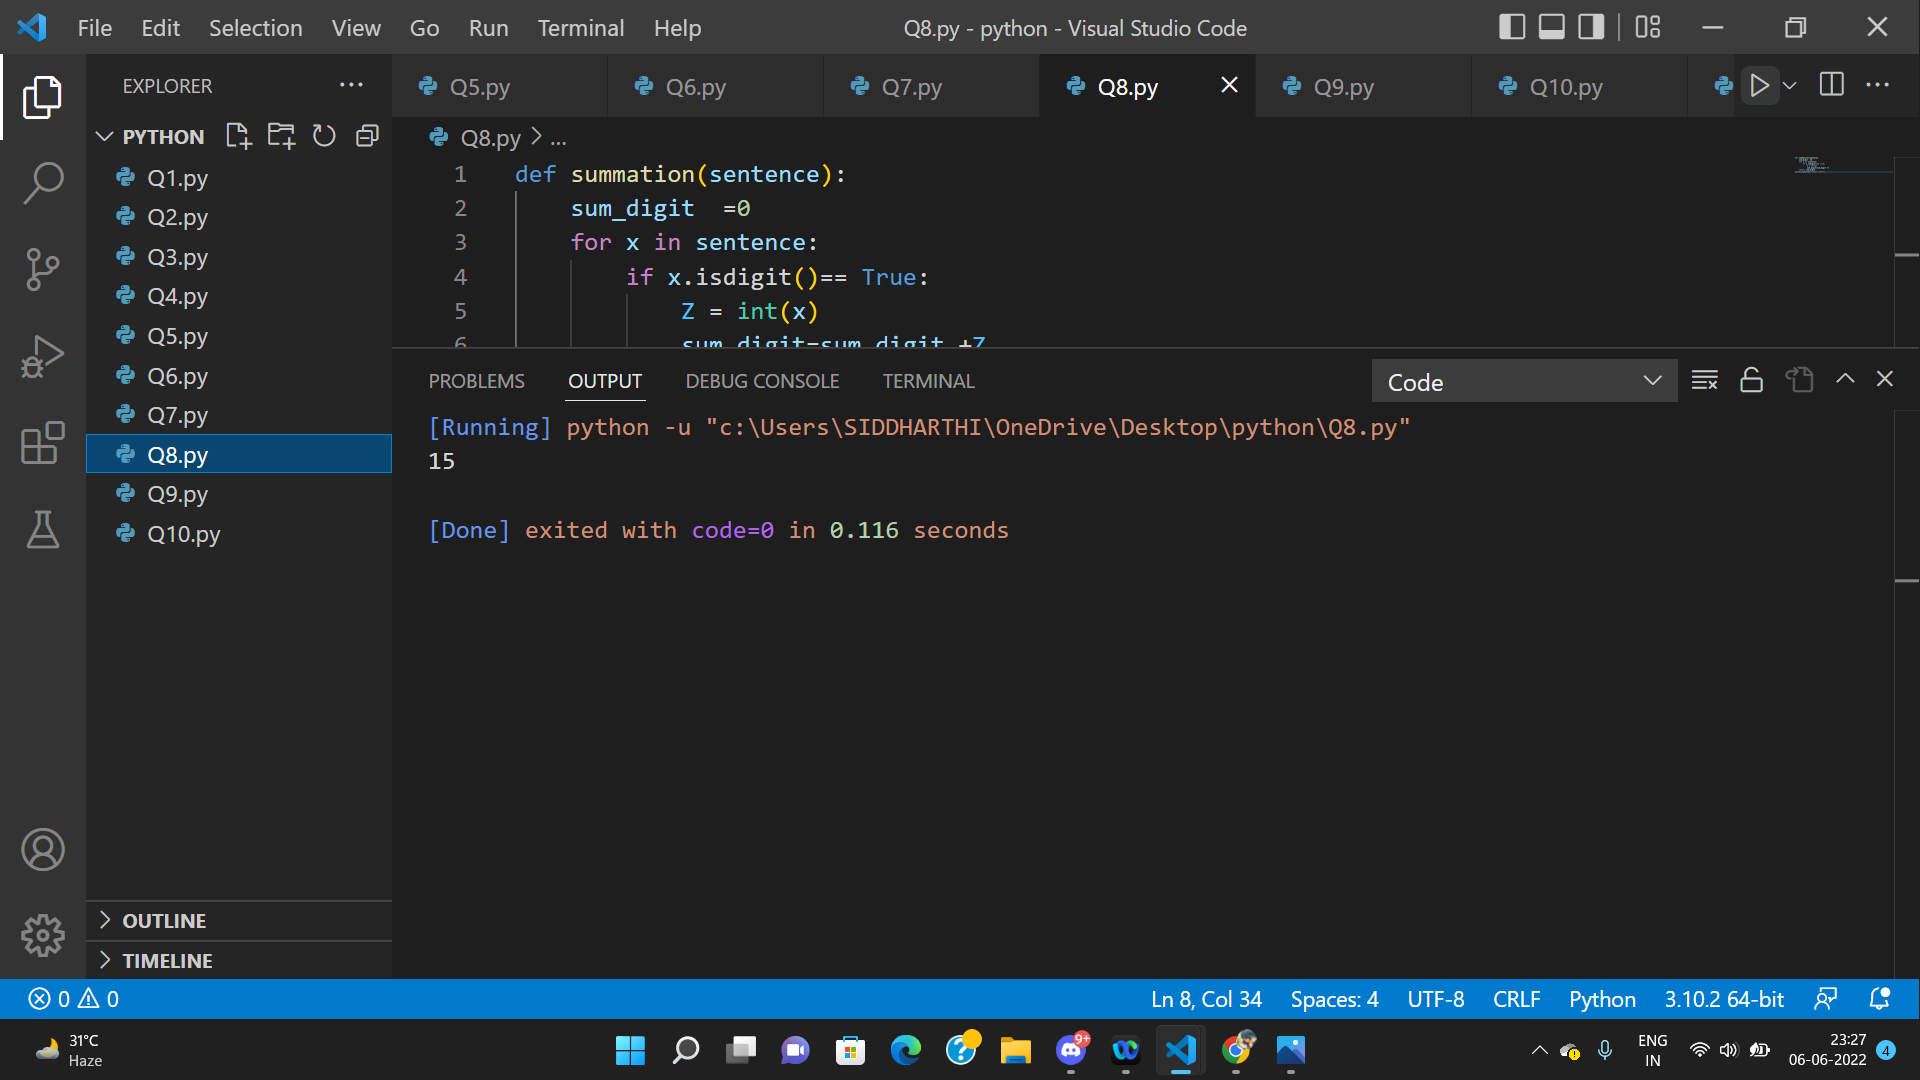 File Edit Selection View Go Run Terminal Help
Q8.py - python - Visual Studio Code
EXPLORER ...
Q5.py Q6.py Q7.py Q8.py Q9.py Q10.py
PYTHON
Q8.py > ...
Q1.py
Q2.py
Q3.py
Q4.py
Q5.py
Q6.py
Q7.py
Q8.py
Q9.py
Q10.py
OUTLINE
TIMELINE
1 def summation(sentence):
2 sum_digit  =0
3 for x in sentence:
4 if x.isdigit()== True:
5 Z = int(x)
6 sum_digit=sum_digit +Z
PROBLEMS OUTPUT DEBUG CONSOLE TERMINAL
Code
[Running] python -u "c:\Users\SIDDHARTHI\OneDrive\Desktop\python\Q8.py"
15
[Done] exited with code=0 in 0.116 seconds
0 0
Ln 8, Col 34 Spaces: 4 UTF-8 CRLF Python 3.10.2 64-bit
31°C
Haze
9+
ENG
IN
23:27
06-06-2022
4